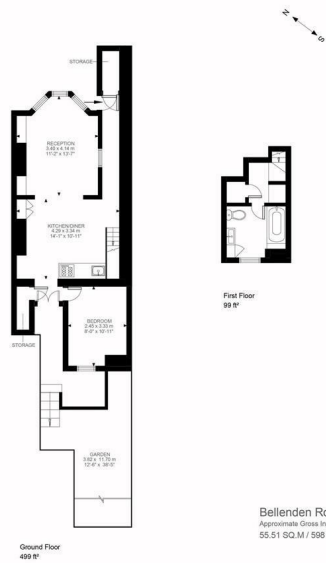 N
S
STORAGE
RECEPTION
3.40 x 4.14 m
11'-2" x 13'-7"
KITCHEN/DINER
4.29 x 3.34 m
14'-1" x 10'-11"
BEDROOM
2.45 x 3.33 m
8'-0" x 10'-11"
STORAGE
GARDEN
3.82 x 11.70 m
12'-6" x 38'-5"
First Floor
99 ft²
Bellenden Ro
Approximate Gross In
55.51 SQ.M / 598
Ground Floor
499 ft²